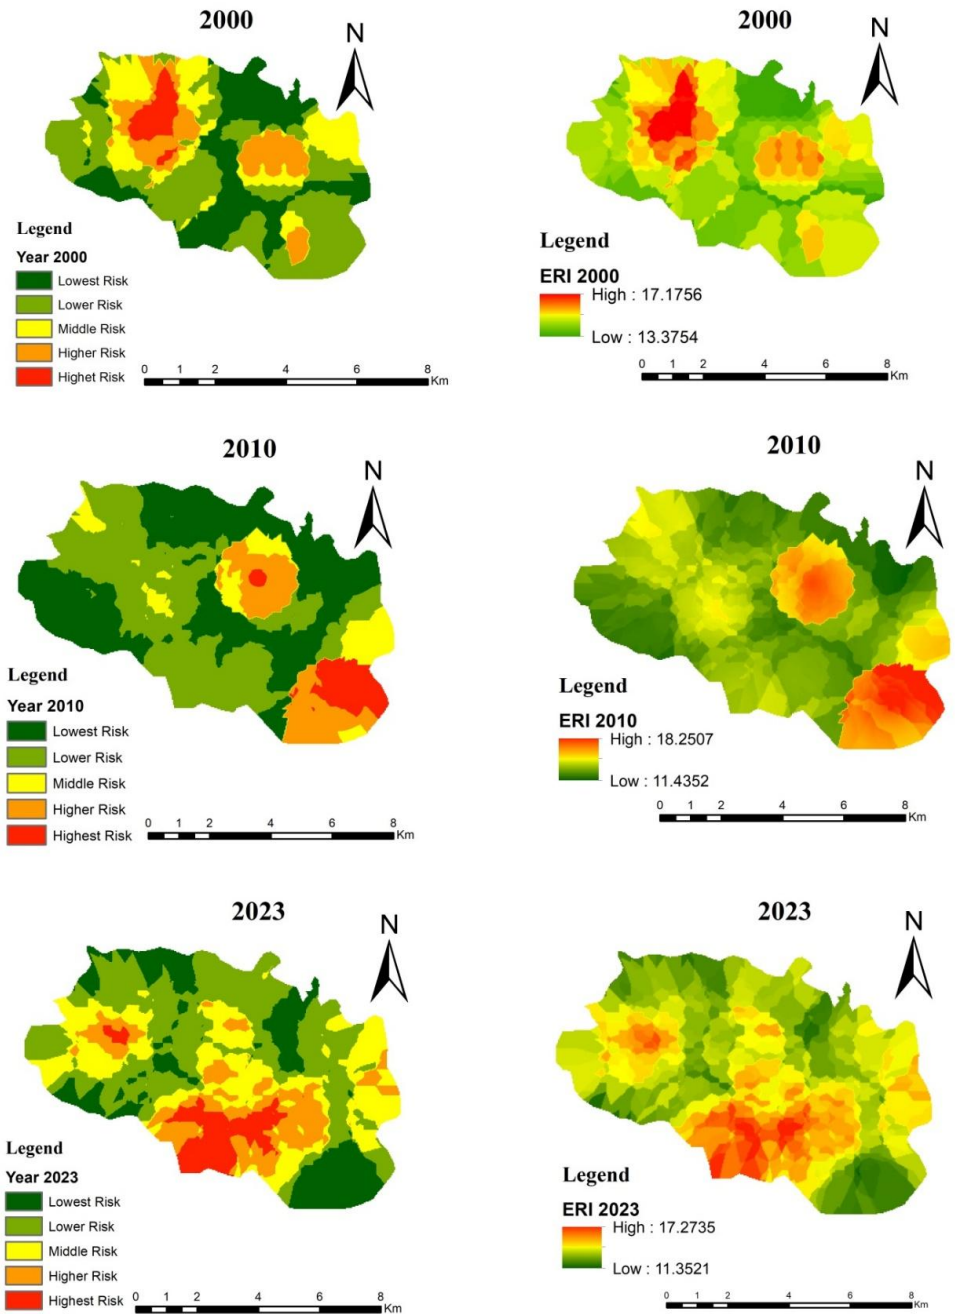 2000
N
Legend
Year 2000
Lowest Risk
Lower Risk
Middle Risk
Higher Risk
Highet Risk
0 1 2 4 6 8
Km
2000
N
Legend
ERI 2000
High : 17.1756
Low : 13.3754
0 1 2 4 6 8
Km
2010
N
Legend
Year 2010
Lowest Risk
Lower Risk
Middle Risk
Higher Risk
Highest Risk
0 1 2 4 6 8
Km
2010
N
Legend
ERI 2010
High : 18.2507
Low : 11.4352
0 1 2 4 6 8
Km
2023
N
Legend
Year 2023
Lowest Risk
Lower Risk
Middle Risk
Higher Risk
Highest Risk
0 1 2 4 6 8
Km
2023
N
Legend
ERI 2023
High : 17.2735
Low : 11.3521
0 1 2 4 6 8
Km